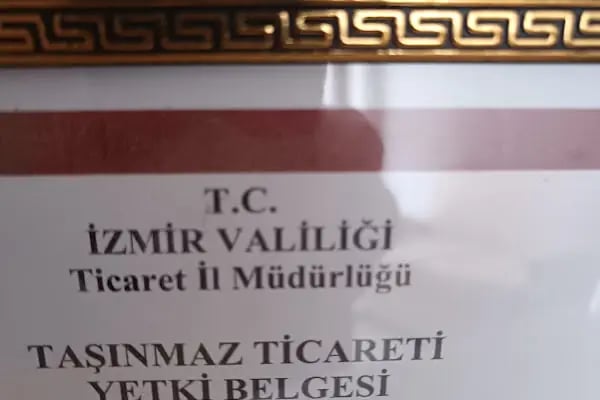 T.C.
İZMİR VALİLİĞİ
Ticaret İl Müdürlüğü
TAŞINMAZ TİCARETİ
YETKİ BELGESİ